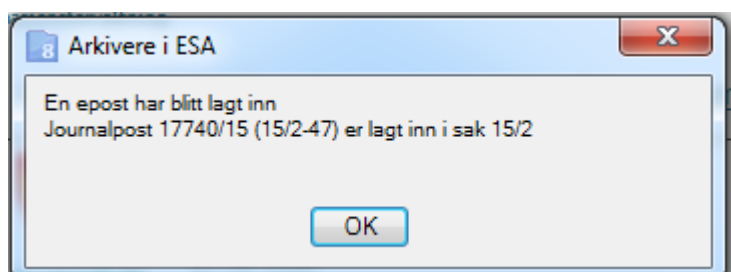 8 Arkivere i ESA
En epost har blitt lagt inn
Journalpost 17740/15 (15/2-47) er lagt inn i sak 15/2
OK